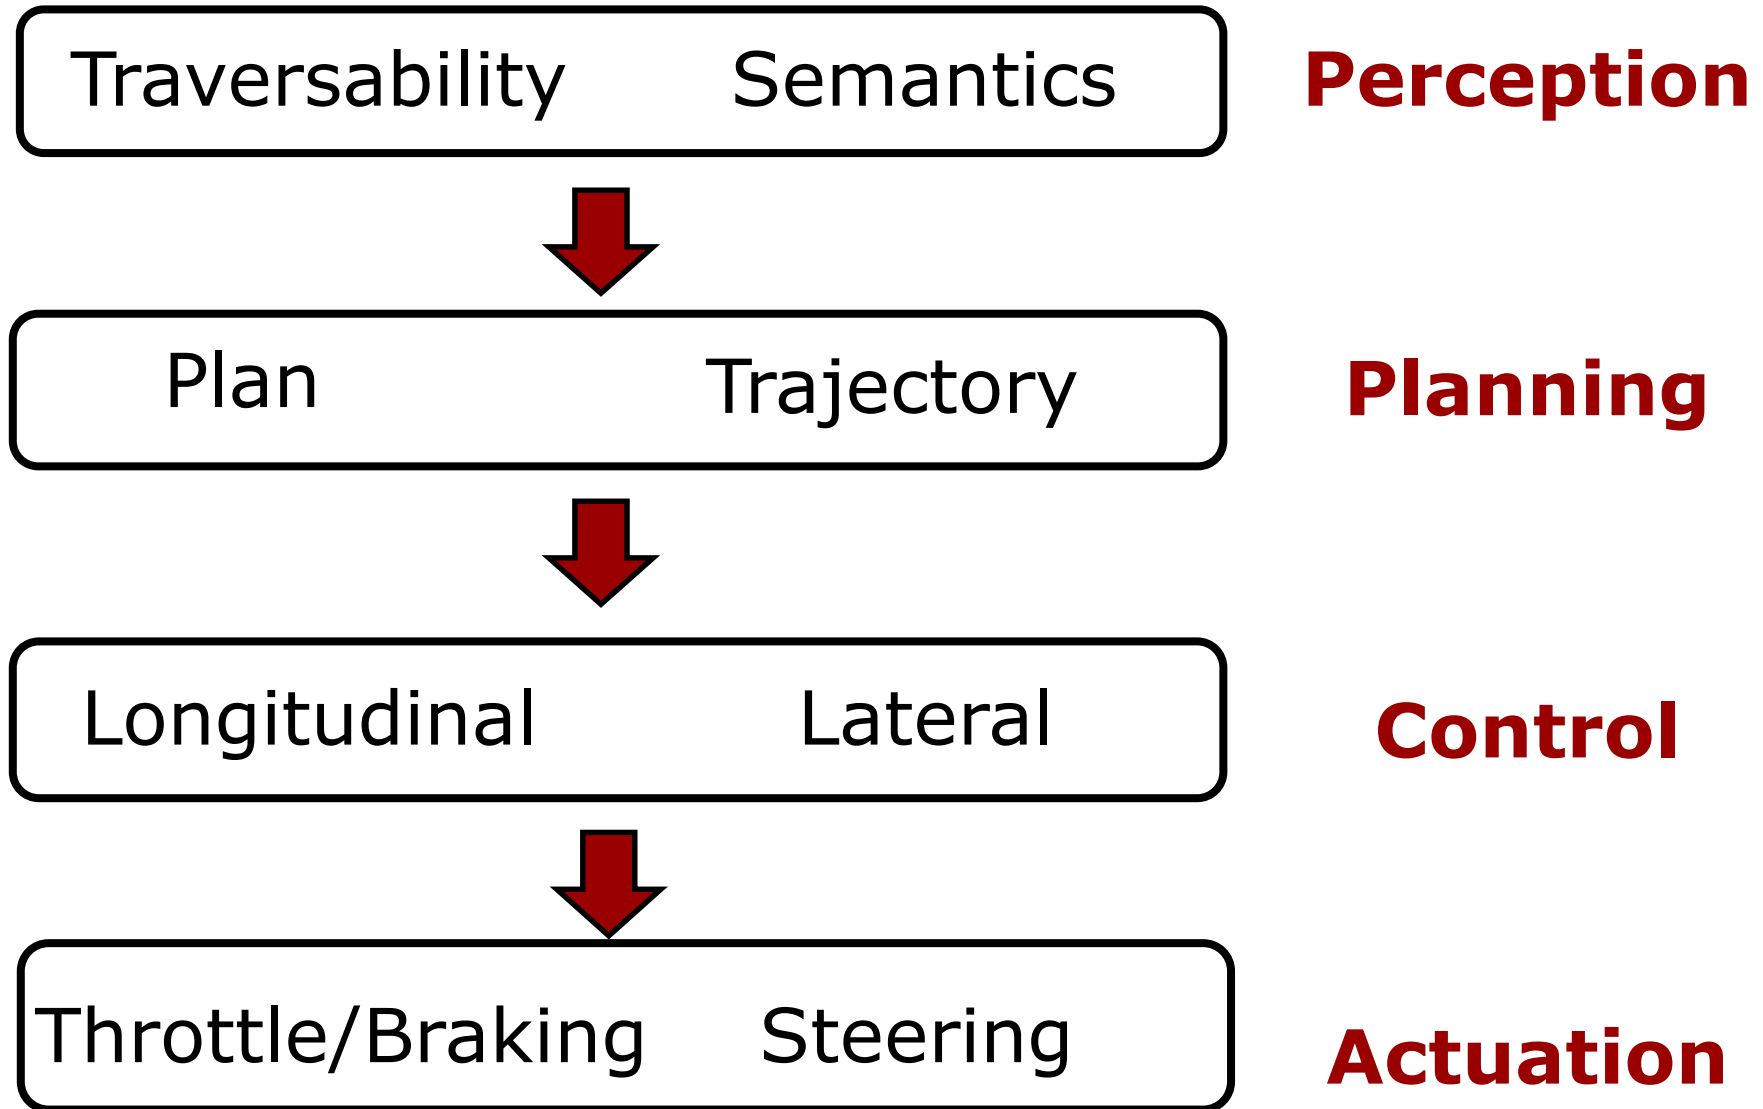 Traversability Semantics Perception
Plan Trajectory Planning
Longitudinal Lateral Control
Throttle/Braking Steering Actuation